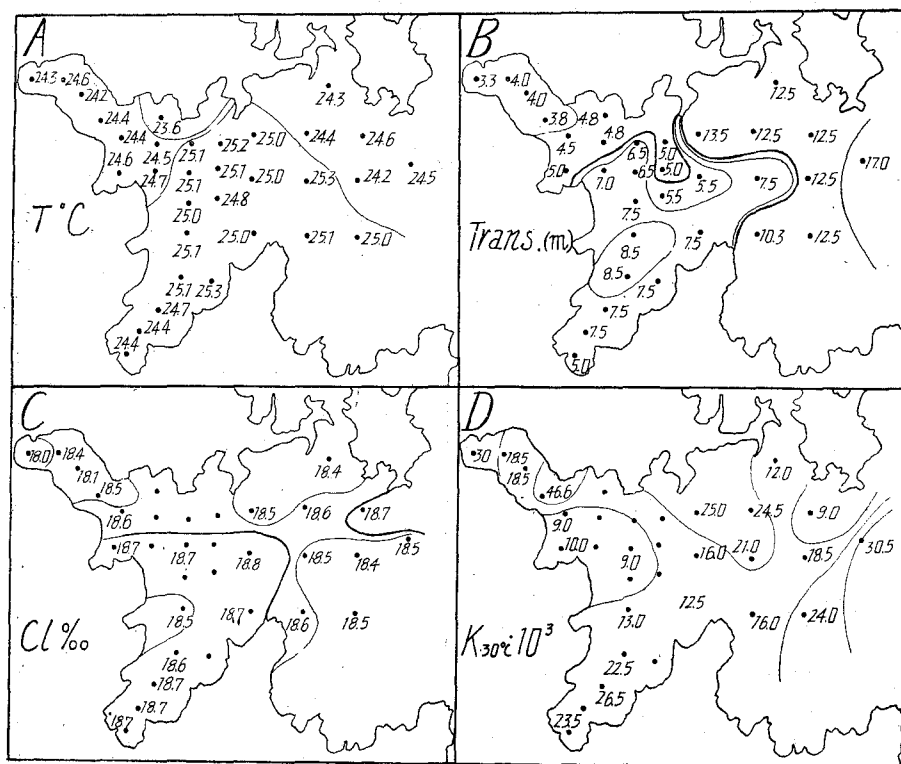 A
24.3 24.6
24.2
24.4
24.4
23.6
24.6 24.5 25.1 25.2 25.0 24.4 24.6
24.3
24.7 25.1 25.1 25.0 25.3 24.2 24.5
24.8
25.0
25.1 25.0 25.1 25.0
T°C
25.1 25.3
24.7
24.4
24.4
B
3.3 4.0
4.0
3.8 4.8
12.5
4.5 4.8 6.5 5.0 13.5 12.5 12.5
17.0
5.0 7.0 6.5 5.0 5.5 7.5 12.5
5.5
7.5
8.5 7.5 10.3 12.5
Trans.(m)
8.5 7.5
7.5
7.5
5.0
C
18.0 18.4
18.1
18.5
18.4
18.6 18.5 18.6 18.7
18.7 18.7 18.8 18.5 18.4 18.5
18.5 18.7 18.6 18.5
Cl‰
18.6
18.7
18.7
18.7
D
30 18.5
18.5
46.6
12.0
9.0 25.0 24.5 9.0
10.0 9.0 16.0 21.0 18.5 30.5
13.0 12.5 16.0 24.0
K30°i 10³
22.5
26.5
23.5